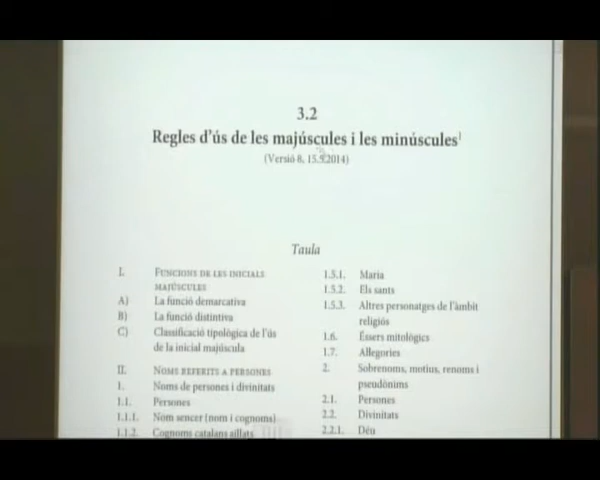 3.2
Regles d'ús de les majúscules i les minúscules¹
(Versió 8, 15.9.2014)
Taula
I. FUNCIONS DE LES INICIALS
MAJÚSCULES
A) La funció demarcativa
B) La funció distintiva
C) Classificació tipològica de l'ús
de la inicial majúscula
II. NOMS REFERITS A PERSONES
1. Noms de persones i divinitats
1.1. Persones
1.1.1. Nom sencer (nom i cognoms)
1.1.2. Cognoms catalans aïllats
1.5.1. Maria
1.5.2. Els sants
1.5.3. Altres personatges de l'àmbit
religiós
1.6. Éssers mitològics
1.7. Al·legories
2. Sobrenoms, motius, renoms i
pseudònims
2.1. Persones
2.2. Divinitats
2.2.1. Déu